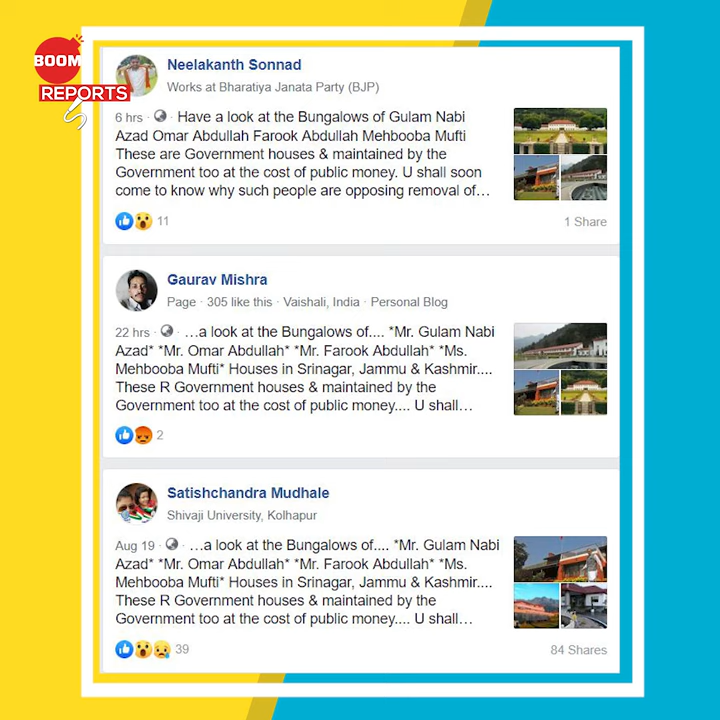 BOOM
REPORTS
Neelakanth Sonnad
Works at Bharatiya Janata Party (BJP)
6 hrs · Have a look at the Bungalows of Gulam Nabi
Azad Omar Abdullah Farook Abdullah Mehbooba Mufti
These are Government houses & maintained by the
Government too at the cost of public money. U shall soon
come to know why such people are opposing removal of…
11
1 Share
Gaurav Mishra
Page · 305 like this · Vaishali, India · Personal Blog
22 hrs · …a look at the Bungalows of.... *Mr. Gulam Nabi
Azad* *Mr. Omar Abdullah* *Mr. Farook Abdullah* *Ms.
Mehbooba Mufti* Houses in Srinagar, Jammu & Kashmir....
These R Government houses & maintained by the
Government too at the cost of public money.... U shall…
2
Satishchandra Mudhale
Shivaji University, Kolhapur
Aug 19 · …a look at the Bungalows of.... *Mr. Gulam Nabi
Azad* *Mr. Omar Abdullah* *Mr. Farook Abdullah* *Ms.
Mehbooba Mufti* Houses in Srinagar, Jammu & Kashmir....
These R Government houses & maintained by the
Government too at the cost of public money.... U shall…
39
84 Shares